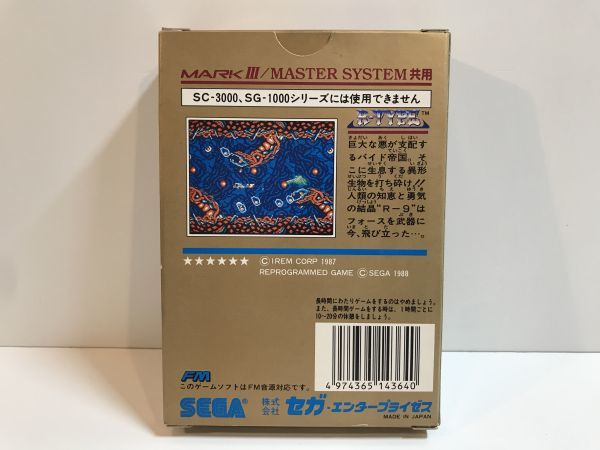 MARK III/MASTER SYSTEM共用
SC-3000、SG-1000シリーズには使用できません
R-TYPE™
巨大な悪が支配す
るバイド帝国。そ
こに生息する異形
生物を打ち砕け!!
人類の知恵と勇気
の結晶"R-9"は
フォースを武器に
今、飛び立った…。
★★★★★★
©IREM CORP 1987
REPROGRAMMED GAME ©SEGA 1988
長時間にわたりゲームをするのはやめましょう。
また、長時間ゲームをする時は、1時間ごとに
10〜20分の休憩をしましょう。
4 974365 143640
FM
このゲームソフトはFM音源対応です。
SEGA® 株式会社 セガ・エンタープライゼス
MADE IN JAPAN